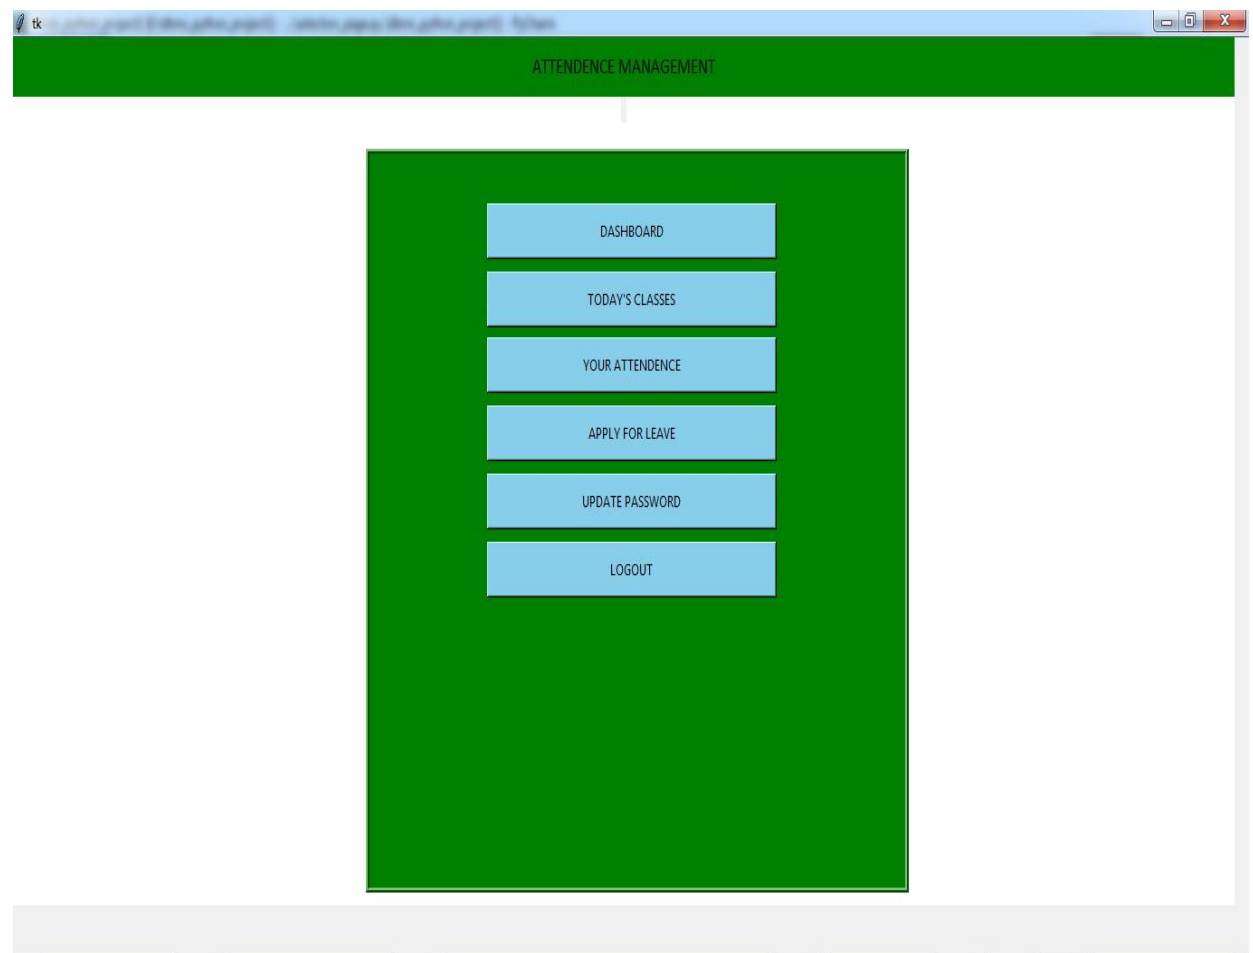 tk
ATTENDENCE MANAGEMENT
DASHBOARD
TODAY'S CLASSES
YOUR ATTENDENCE
APPLY FOR LEAVE
UPDATE PASSWORD
LOGOUT